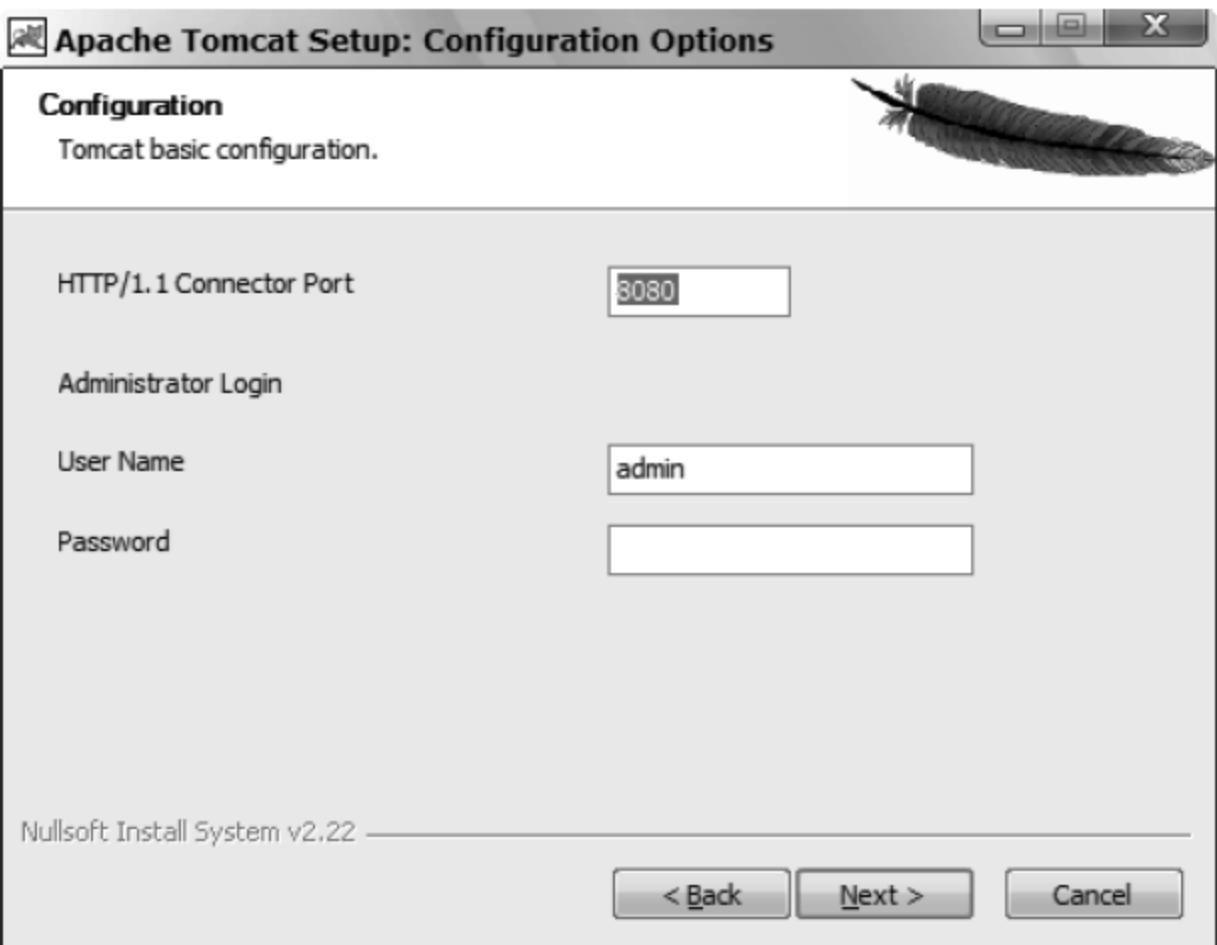 Apache Tomcat Setup: Configuration Options
Configuration
Tomcat basic configuration.
HTTP/1.1 Connector Port
8080
Administrator Login
User Name
admin
Password
Nullsoft Install System v2.22
< Back
Next >
Cancel